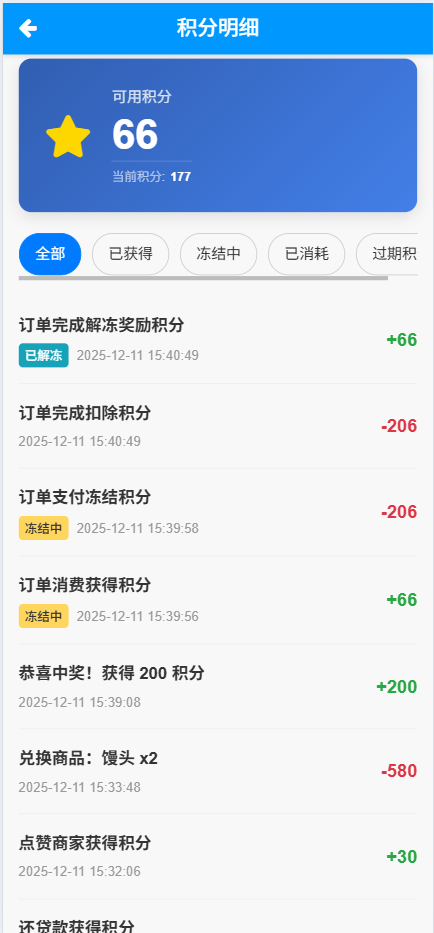 积分明细
可用积分
66
当前积分: 177
全部 已获得 冻结中 已消耗 过期积
订单完成解冻奖励积分
+66
已解冻 2025-12-11 15:40:49
订单完成扣除积分
-206
2025-12-11 15:40:49
订单支付冻结积分
-206
冻结中 2025-12-11 15:39:58
订单消费获得积分
+66
冻结中 2025-12-11 15:39:56
恭喜中奖！获得 200 积分
+200
2025-12-11 15:39:08
兑换商品：馒头 x2
-580
2025-12-11 15:33:48
点赞商家获得积分
+30
2025-12-11 15:32:06
还贷款获得积分